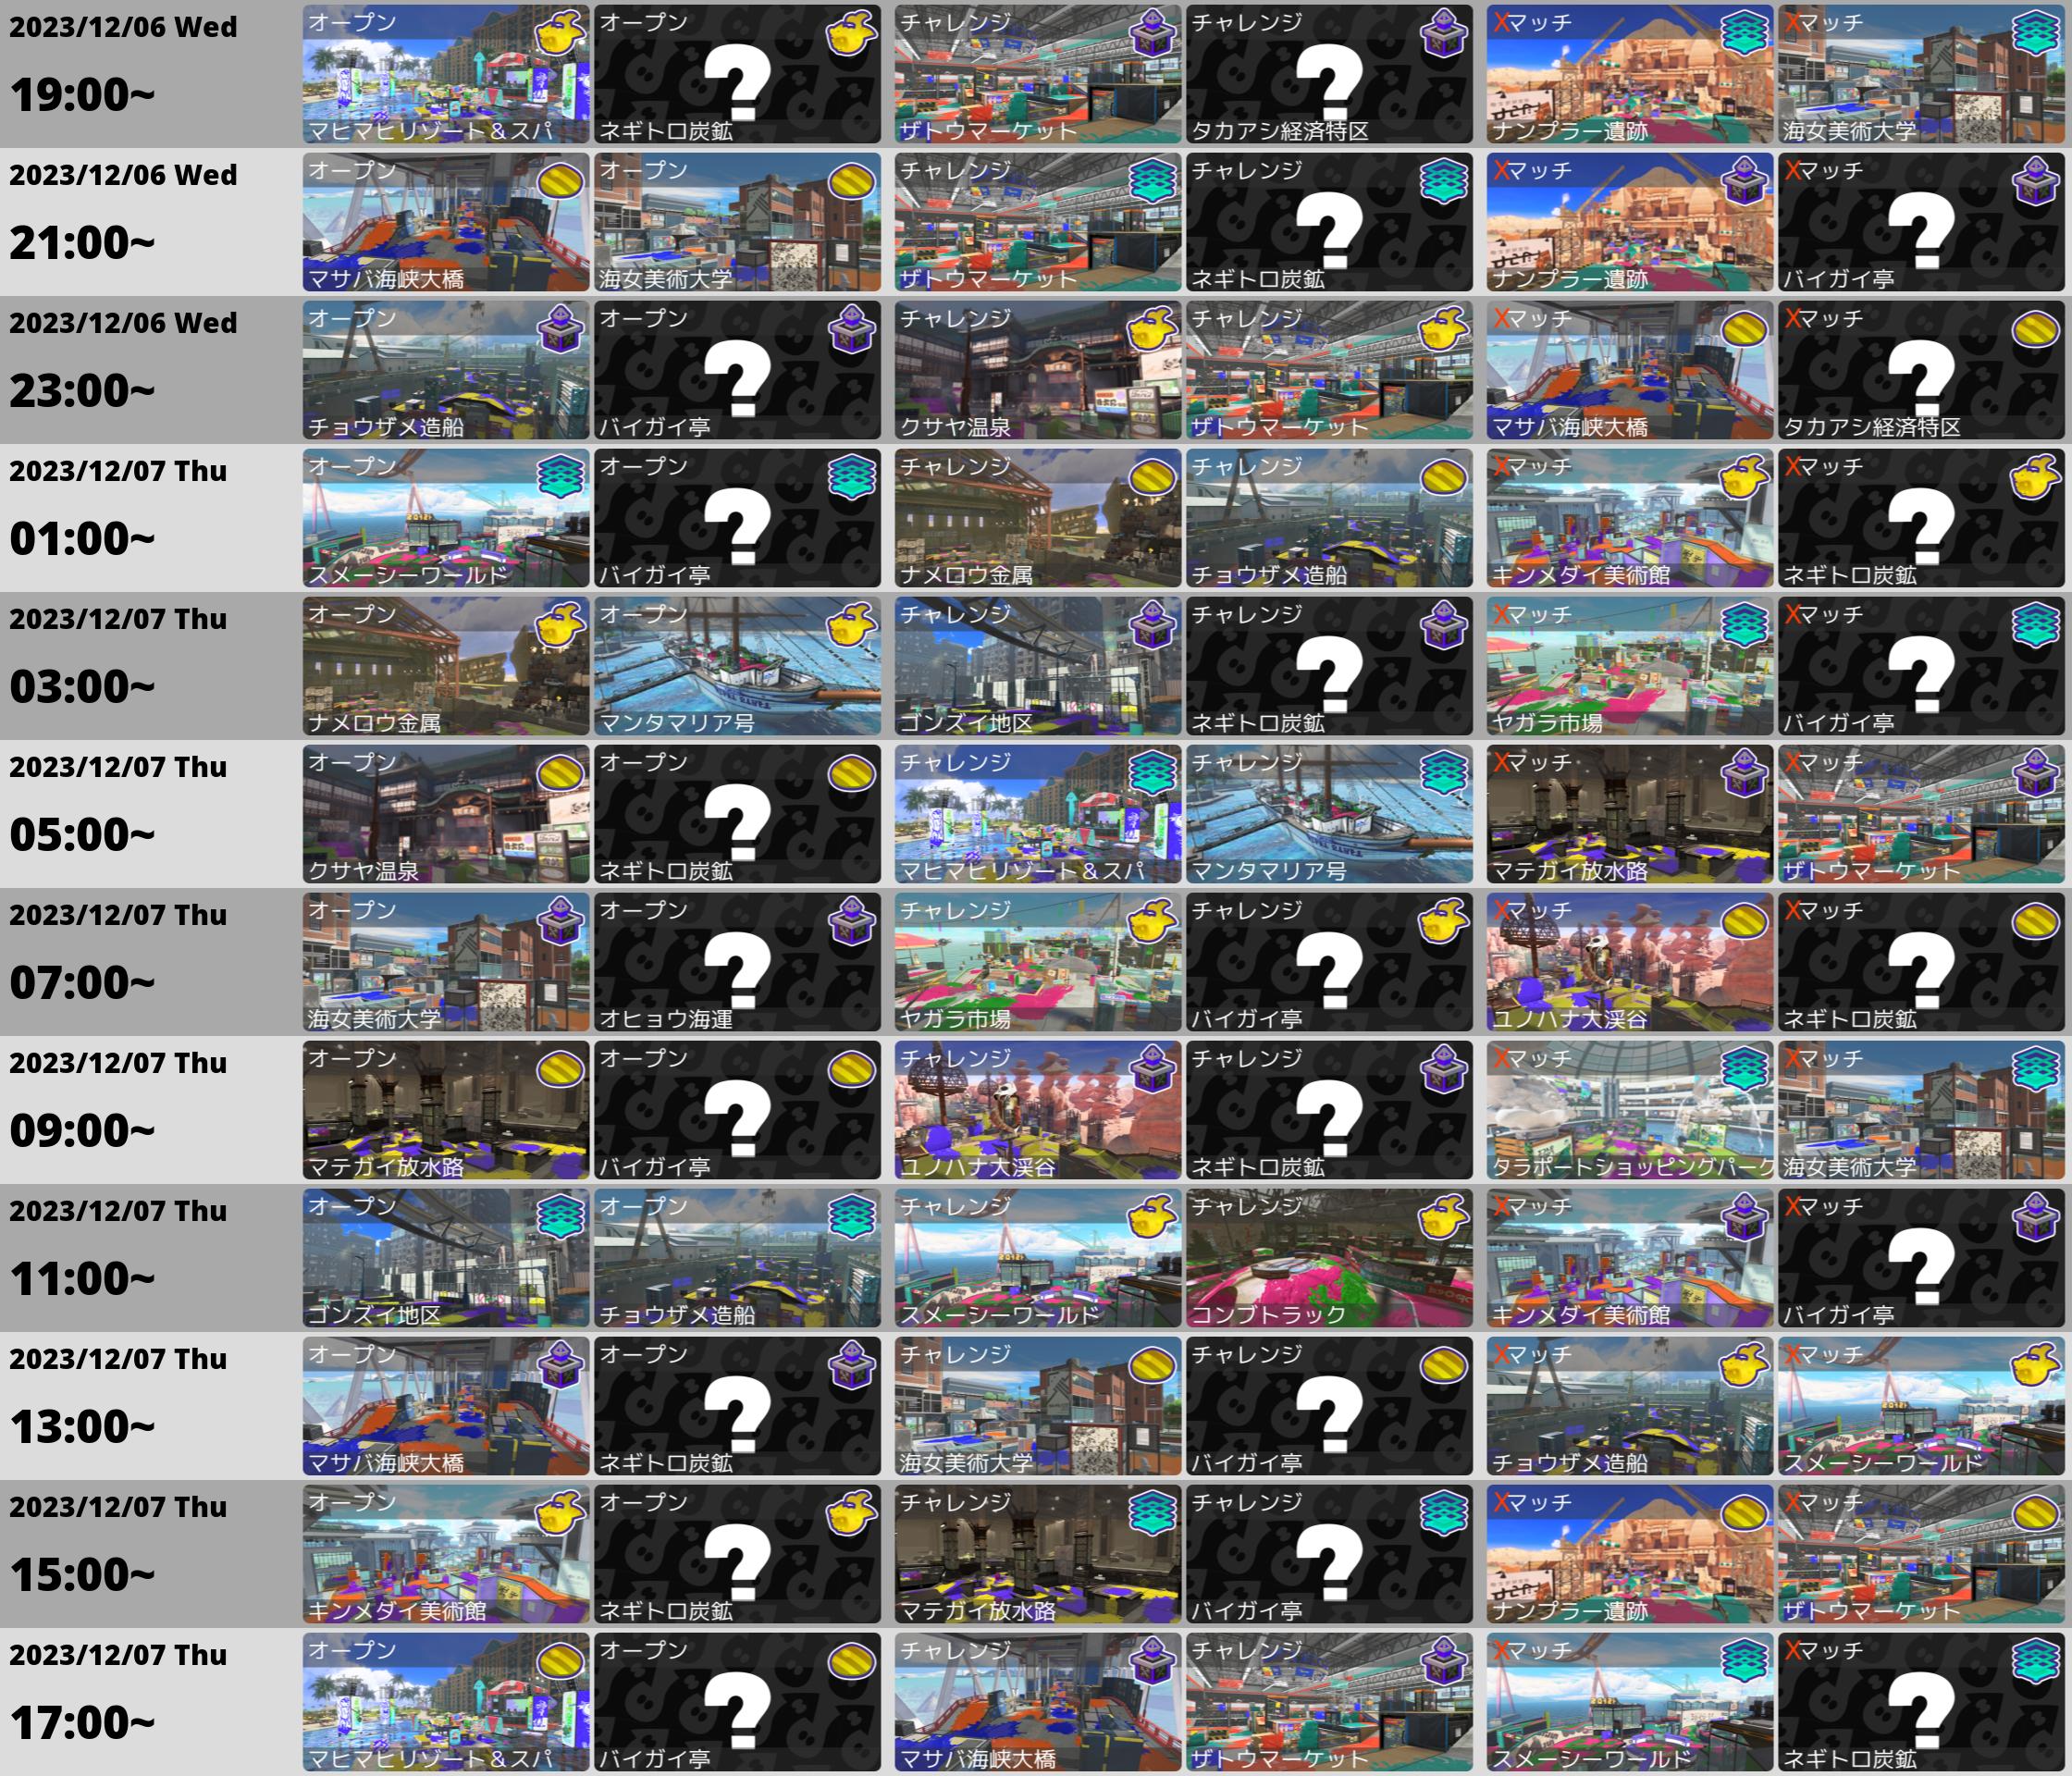 2023/12/06 Wed
19:00~
オープン
マヒマヒリゾート＆スパ
オープン
ネギトロ炭鉱
チャレンジ
ザトウマーケット
チャレンジ
タカアシ経済特区
Xマッチ
ナンプラー遺跡
Xマッチ
海女美術大学
2023/12/06 Wed
21:00~
オープン
マサバ海峡大橋
オープン
海女美術大学
チャレンジ
ザトウマーケット
チャレンジ
ネギトロ炭鉱
Xマッチ
ナンプラー遺跡
Xマッチ
バイガイ亭
2023/12/06 Wed
23:00~
オープン
チョウザメ造船
オープン
バイガイ亭
チャレンジ
クサヤ温泉
チャレンジ
ザトウマーケット
Xマッチ
マサバ海峡大橋
Xマッチ
タカアシ経済特区
2023/12/07 Thu
01:00~
オープン
スメーシーワールド
オープン
バイガイ亭
チャレンジ
ナメロウ金属
チャレンジ
チョウザメ造船
Xマッチ
キンメダイ美術館
Xマッチ
ネギトロ炭鉱
2023/12/07 Thu
03:00~
オープン
ナメロウ金属
オープン
マンタマリア号
チャレンジ
ゴンズイ地区
チャレンジ
ネギトロ炭鉱
Xマッチ
ヤガラ市場
Xマッチ
バイガイ亭
2023/12/07 Thu
05:00~
オープン
クサヤ温泉
オープン
ネギトロ炭鉱
チャレンジ
マヒマヒリゾート＆スパ
チャレンジ
マンタマリア号
Xマッチ
マテガイ放水路
Xマッチ
ザトウマーケット
2023/12/07 Thu
07:00~
オープン
海女美術大学
オープン
オヒョウ海運
チャレンジ
ヤガラ市場
チャレンジ
バイガイ亭
Xマッチ
ユノハナ大渓谷
Xマッチ
ネギトロ炭鉱
2023/12/07 Thu
09:00~
オープン
マテガイ放水路
オープン
バイガイ亭
チャレンジ
ユノハナ大渓谷
チャレンジ
ネギトロ炭鉱
Xマッチ
タラポートショッピングパーク
Xマッチ
海女美術大学
2023/12/07 Thu
11:00~
オープン
ゴンズイ地区
オープン
チョウザメ造船
チャレンジ
スメーシーワールド
チャレンジ
コンブトラック
Xマッチ
キンメダイ美術館
Xマッチ
バイガイ亭
2023/12/07 Thu
13:00~
オープン
マサバ海峡大橋
オープン
ネギトロ炭鉱
チャレンジ
海女美術大学
チャレンジ
バイガイ亭
Xマッチ
チョウザメ造船
Xマッチ
スメーシーワールド
2023/12/07 Thu
15:00~
オープン
キンメダイ美術館
オープン
ネギトロ炭鉱
チャレンジ
マテガイ放水路
チャレンジ
バイガイ亭
Xマッチ
ナンプラー遺跡
Xマッチ
ザトウマーケット
2023/12/07 Thu
17:00~
オープン
マヒマヒリゾート＆スパ
オープン
バイガイ亭
チャレンジ
マサバ海峡大橋
チャレンジ
ザトウマーケット
Xマッチ
スメーシーワールド
Xマッチ
ネギトロ炭鉱